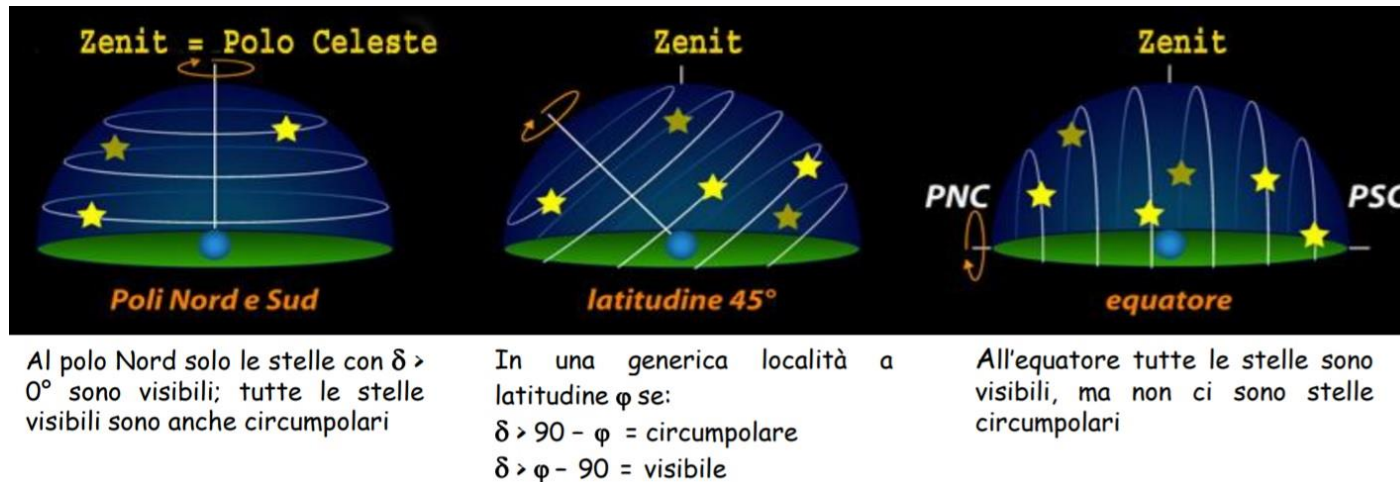 Zenit = Polo Celeste
Poli Nord e Sud
Al polo Nord solo le stelle con δ >
0° sono visibili; tutte le stelle
visibili sono anche circumpolari
Zenit
latitudine 45°
In una generica località a
latitudine φ se:
δ > 90 - φ = circumpolare
δ > φ - 90 = visibile
Zenit
PNC
PSC
equatore
All'equatore tutte le stelle sono
visibili, ma non ci sono stelle
circumpolari